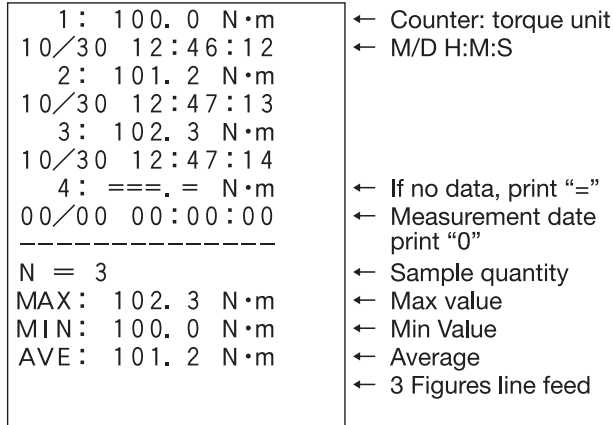 1: 100.0 N·m ← Counter: torque unit
10/30 12:46:12 ← M/D H:M:S
2: 101.2 N·m
10/30 12:47:13
3: 102.3 N·m
10/30 12:47:14
4: ===.= N·m ← If no data, print “=”
00/00 00:00:00 ← Measurement date
print “0”
---------------
N = 3 ← Sample quantity
MAX: 102.3 N·m ← Max value
MIN: 100.0 N·m ← Min Value
AVE: 101.2 N·m ← Average
← 3 Figures line feed